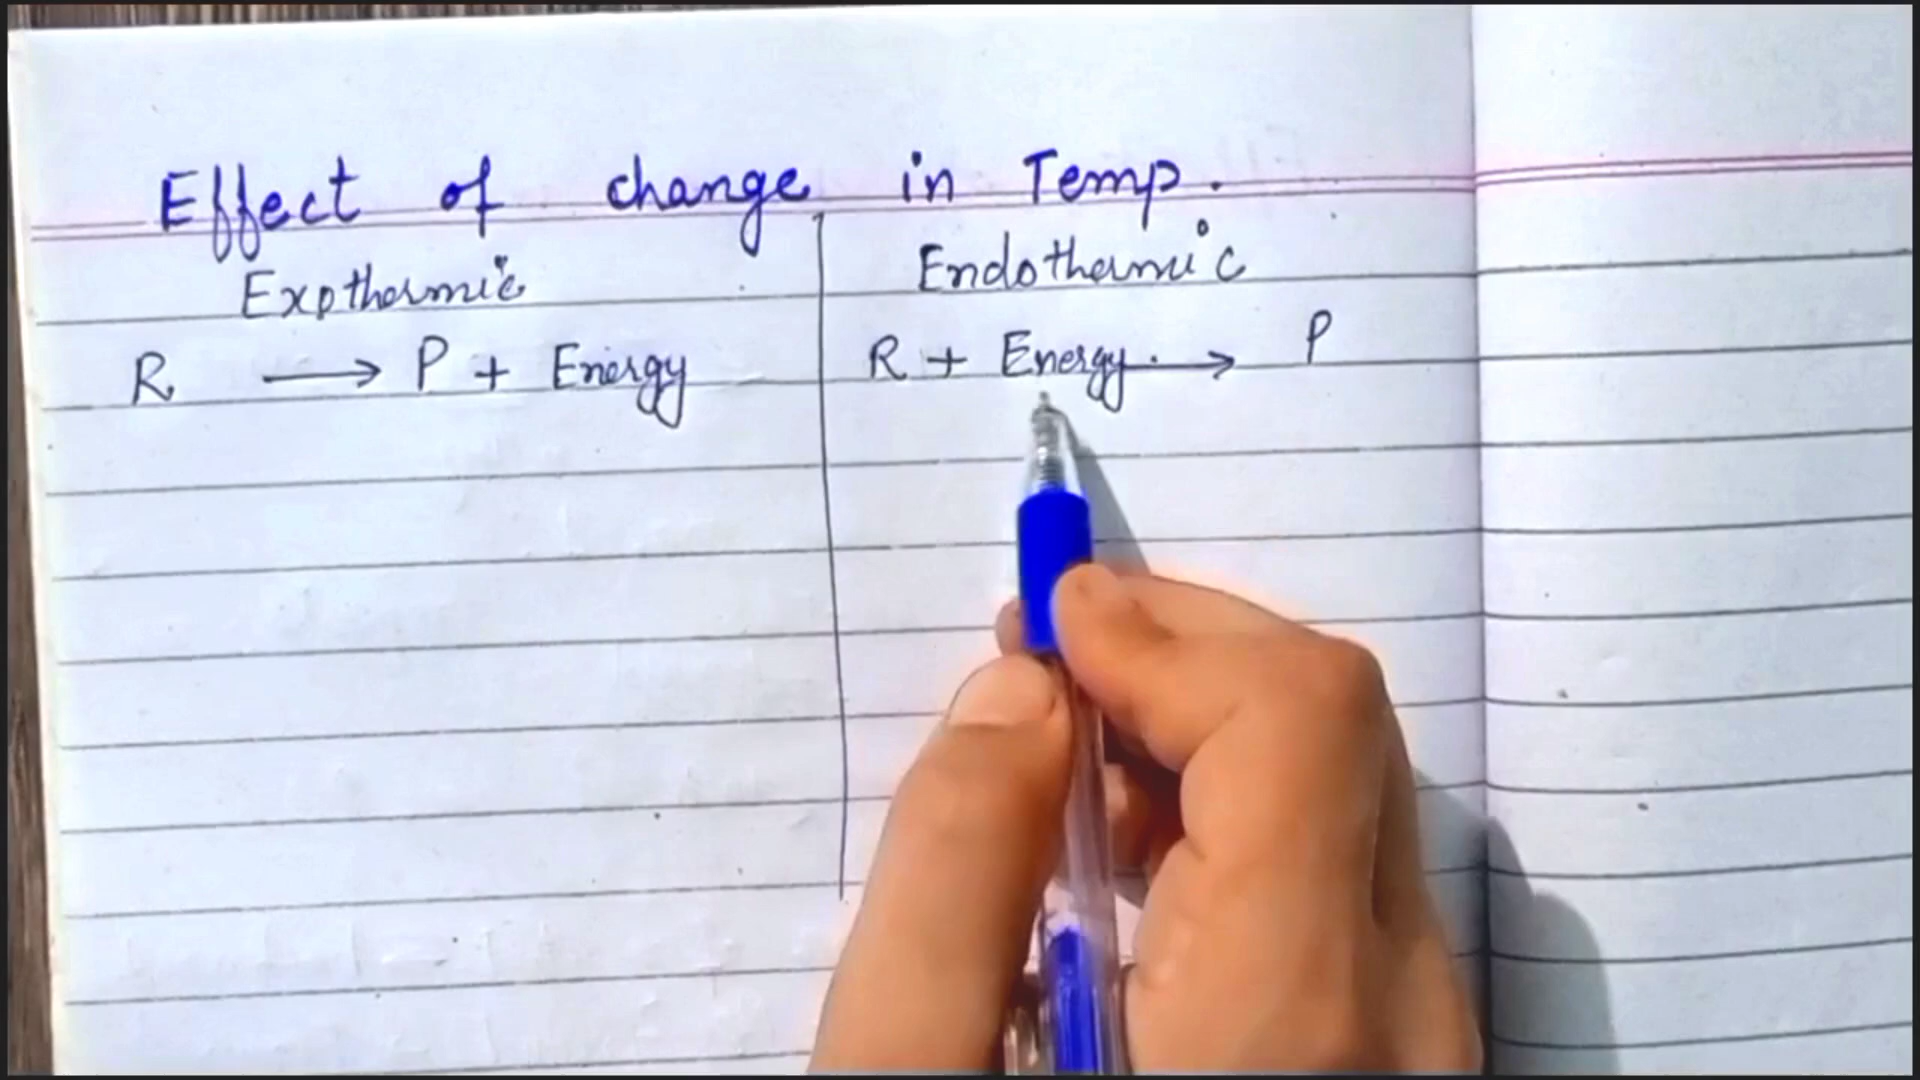 Effect of change in Temp.
Exothermic
R ⟶ P + Energy
Endothermic
R + Energy. ⟶ P